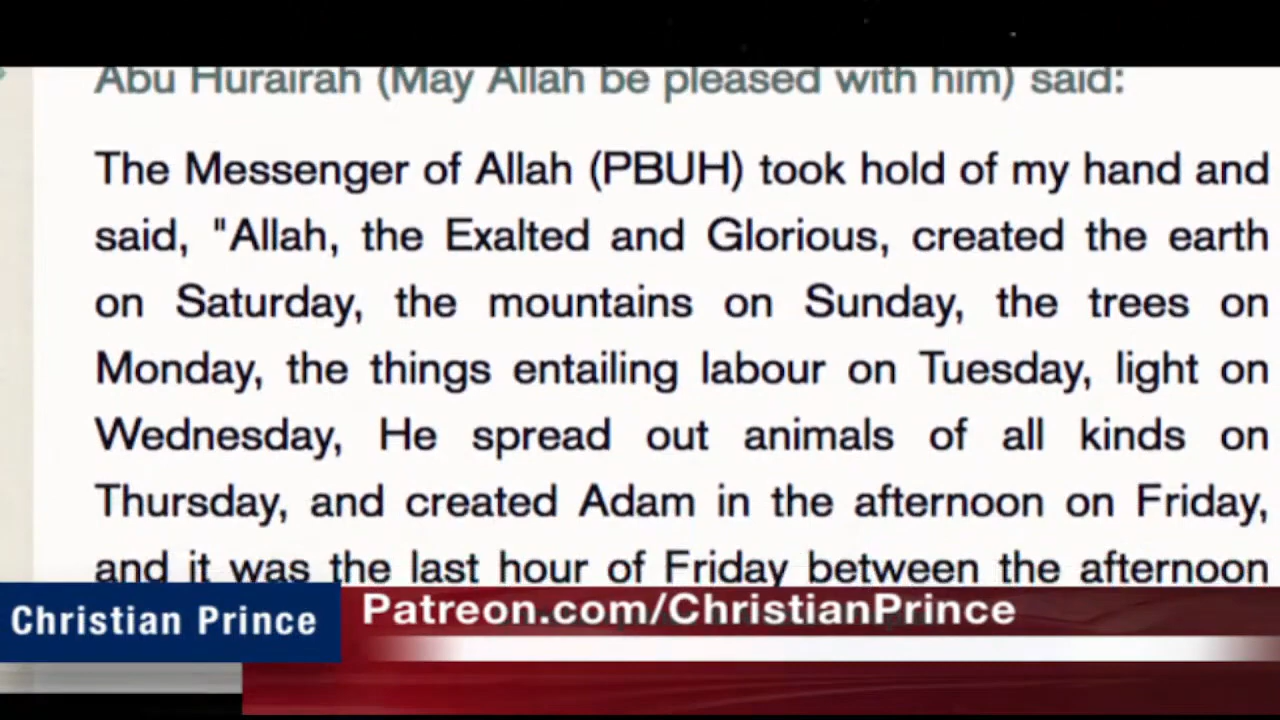 Abu Hurairah (May Allah be pleased with him) said:
The Messenger of Allah (PBUH) took hold of my hand and
said, "Allah, the Exalted and Glorious, created the earth
on Saturday, the mountains on Sunday, the trees on
Monday, the things entailing labour on Tuesday, light on
Wednesday, He spread out animals of all kinds on
Thursday, and created Adam in the afternoon on Friday,
and it was the last hour of Friday between the afternoon
Christian Prince
Patreon.com/ChristianPrince